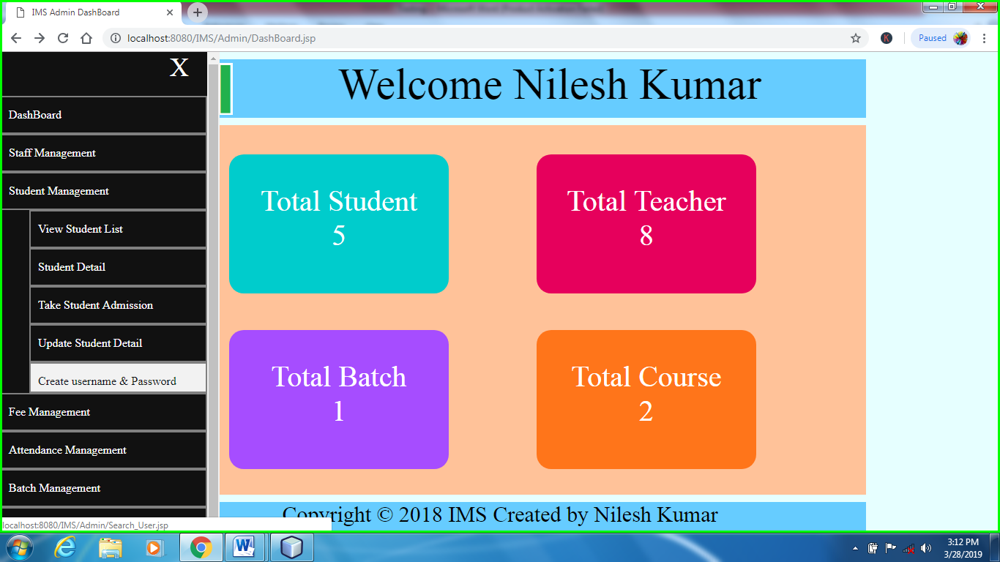 IMS Admin DashBoard
localhost:8080/IMS/Admin/DashBoard.jsp
K
Paused
X
DashBoard
Staff Management
Student Management
View Student List
Student Detail
Take Student Admission
Update Student Detail
Create username & Password
Fee Management
Attendance Management
Batch Management
Welcome Nilesh Kumar
Total Student
5
Total Teacher
8
Total Batch
1
Total Course
2
Copyright © 2018 IMS Created by Nilesh Kumar
localhost:8080/IMS/Admin/Search_User.jsp
3:12 PM
3/28/2019